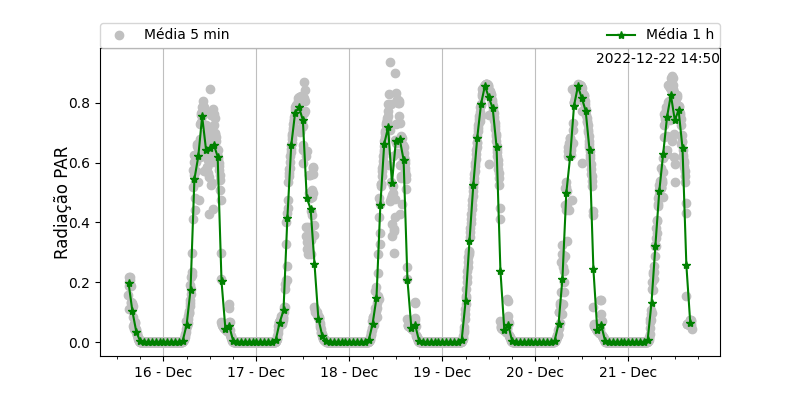 Média 5 min
Média 1 h
2022-12-22 14:50
Radiação PAR
0.8
0.6
0.4
0.2
0.0
16 - Dec
17 - Dec
18 - Dec
19 - Dec
20 - Dec
21 - Dec